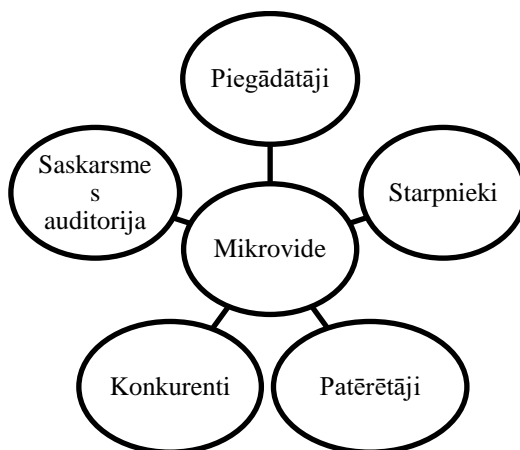 Piegādātāji
Saskarsme
s
auditorija
Starpnieki
Mikrovide
Konkurenti
Patērētāji